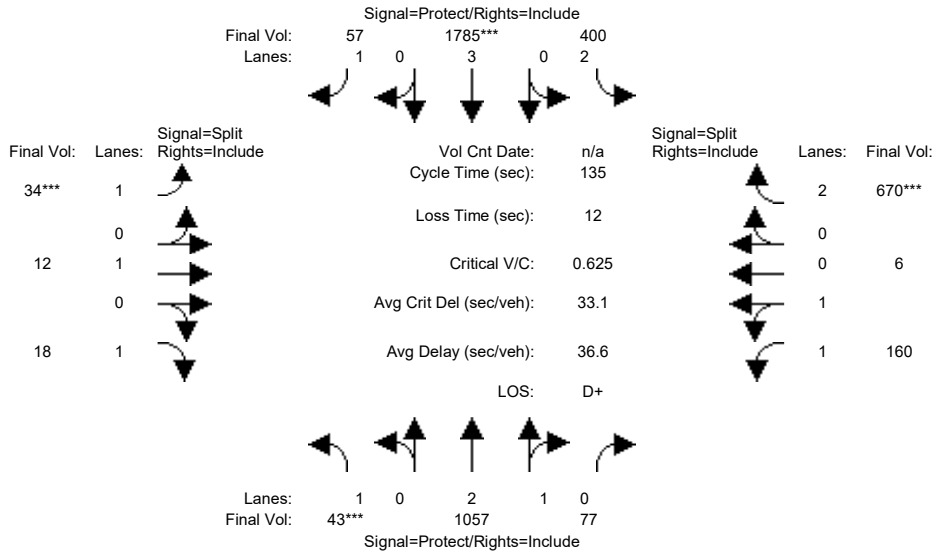 Signal=Protect/Rights=Include
Final Vol: 57 1785*** 400
Lanes: 1 0 3 0 2
Signal=Split
Final Vol: Lanes: Rights=Include
Vol Cnt Date: n/a
Signal=Split
Rights=Include Lanes: Final Vol:
Cycle Time (sec): 135
34*** 1
2 670***
Loss Time (sec): 12
0
0
12 1
Critical V/C: 0.625
0 6
0
Avg Crit Del (sec/veh): 33.1
1
18 1
Avg Delay (sec/veh): 36.6
1 160
LOS: D+
Lanes: 1 0 2 1 0
Final Vol: 43*** 1057 77
Signal=Protect/Rights=Include